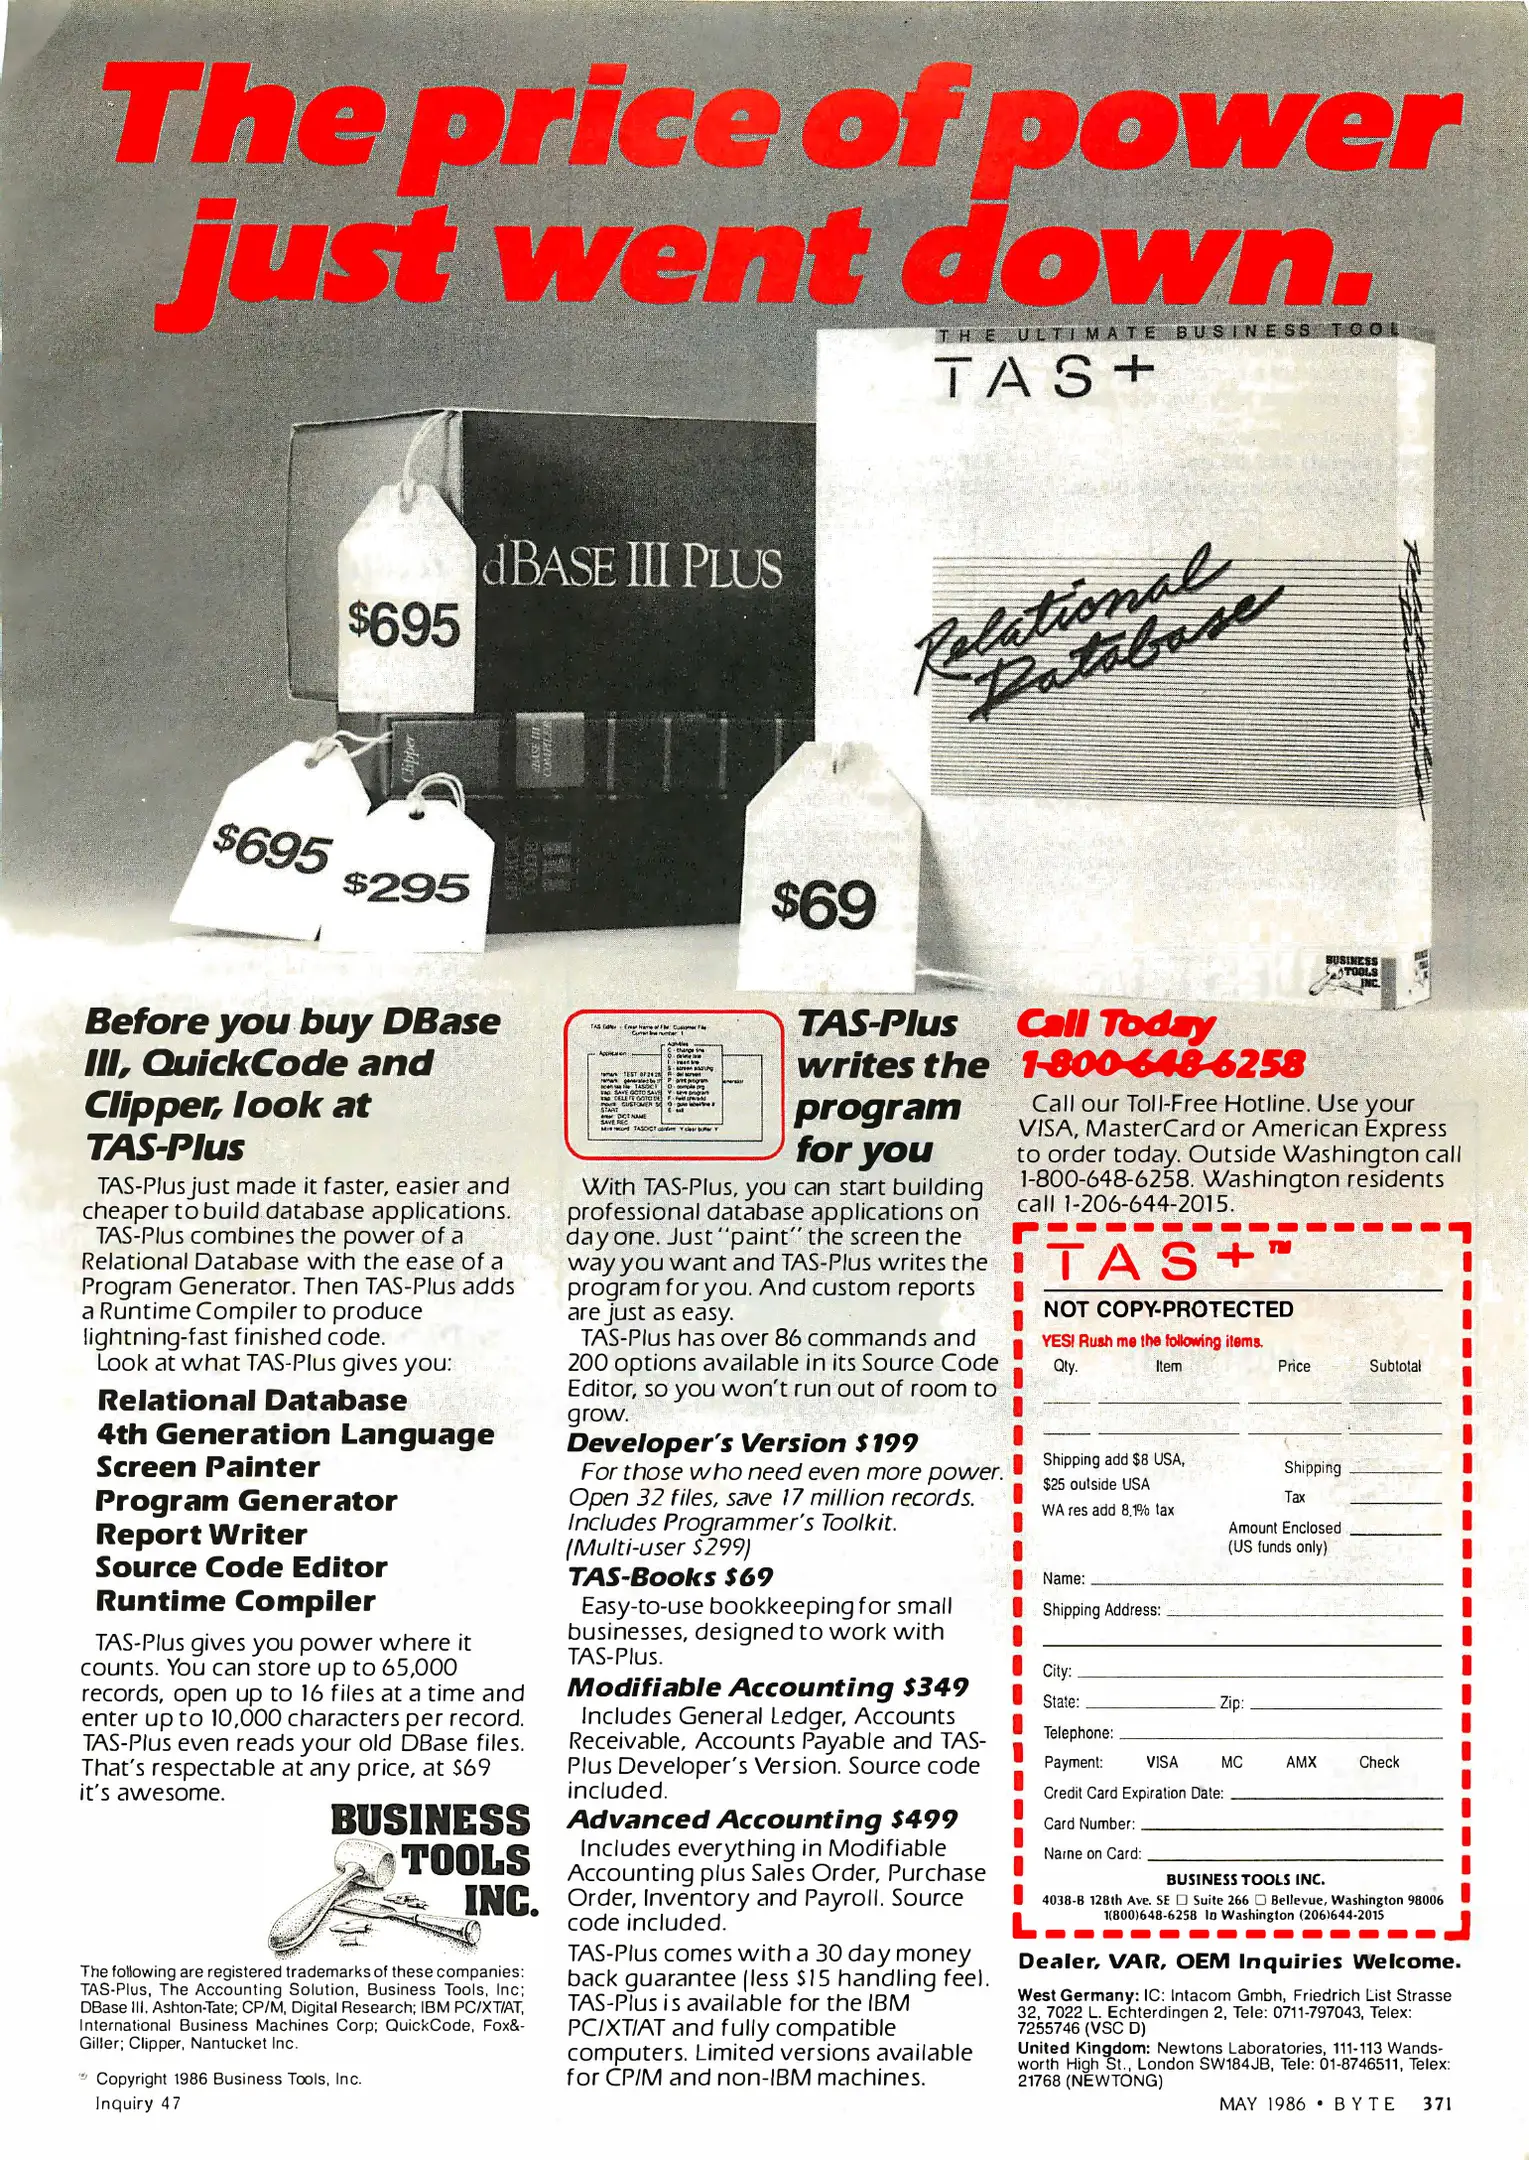 The price of power
just went down.
THE ULTIMATE BUSINESS TOOL
TAS+
dBASE III PLUS
$695
Relational
Database
Clipper
dBASE III
COMPILER
$695
$295
QUICK
CODE
III
$69
BUSINESS
TOOLS
INC.
Before you buy DBase
III, QuickCode and
Clipper, look at
TAS-Plus
TAS-Plus just made it faster, easier and
cheaper to build database applications.
TAS-Plus combines the power of a
Relational Database with the ease of a
Program Generator. Then TAS-Plus adds
a Runtime Compiler to produce
lightning-fast finished code.
Look at what TAS-Plus gives you:
Relational Database
4th Generation Language
Screen Painter
Program Generator
Report Writer
Source Code Editor
Runtime Compiler
TAS-Plus gives you power where it
counts. You can store up to 65,000
records, open up to 16 files at a time and
enter up to 10,000 characters per record.
TAS-Plus even reads your old DBase files.
That's respectable at any price, at $69
it's awesome.
BUSINESS
TOOLS
INC.
The following are registered trademarks of these companies:
TAS-Plus, The Accounting Solution, Business Tools, Inc;
DBase III, Ashton-Tate; CP/M, Digital Research; IBM PC/XT/AT,
International Business Machines Corp; QuickCode, Fox&-
Giller; Clipper, Nantucket Inc.
Copyright 1986 Business Tools, Inc.
Inquiry 47
TAS-Plus
writes the
program
for you
With TAS-Plus, you can start building
professional database applications on
day one. Just "paint" the screen the
way you want and TAS-Plus writes the
program for you. And custom reports
are just as easy.
TAS-Plus has over 86 commands and
200 options available in its Source Code
Editor, so you won't run out of room to
grow.
Developer's Version $199
For those who need even more power.
Open 32 files, save 17 million records.
Includes Programmer's Toolkit.
(Multi-user $299)
TAS-Books $69
Easy-to-use bookkeeping for small
businesses, designed to work with
TAS-Plus.
Modifiable Accounting $349
Includes General Ledger, Accounts
Receivable, Accounts Payable and TAS-
Plus Developer's Version. Source code
included.
Advanced Accounting $499
Includes everything in Modifiable
Accounting plus Sales Order, Purchase
Order, Inventory and Payroll. Source
code included.
TAS-Plus comes with a 30 day money
back guarantee (less $15 handling fee).
TAS-Plus is available for the IBM
PC/XT/AT and fully compatible
computers. Limited versions available
for CP/M and non-IBM machines.
Call Today
1-800-648-6258
Call our Toll-Free Hotline. Use your
VISA, MasterCard or American Express
to order today. Outside Washington call
1-800-648-6258. Washington residents
call 1-206-644-2015.
TAS+™
NOT COPY-PROTECTED
YES! Rush me the following items.
Qty. Item Price Subtotal
Shipping add $8 USA,
$25 outside USA
WA res add 8.1% tax
Shipping
Tax
Amount Enclosed
(US funds only)
Name:
Shipping Address:
City:
State: Zip:
Telephone:
Payment: VISA MC AMX Check
Credit Card Expiration Date:
Card Number:
Name on Card:
BUSINESS TOOLS INC.
4038-B 128th Ave. SE □ Suite 266 □ Bellevue, Washington 98006
1(800)648-6258 In Washington (206)644-2015
Dealer, VAR, OEM Inquiries Welcome.
West Germany: IC: Intacom Gmbh, Friedrich List Strasse
32, 7022 L. Echterdingen 2, Tele: 0711-797043, Telex:
7255746 (VSC D)
United Kingdom: Newtons Laboratories, 111-113 Wands-
worth High St., London SW184JB, Tele: 01-8746511, Telex:
21768 (NEWTONG)
MAY 1986 • BYTE 371